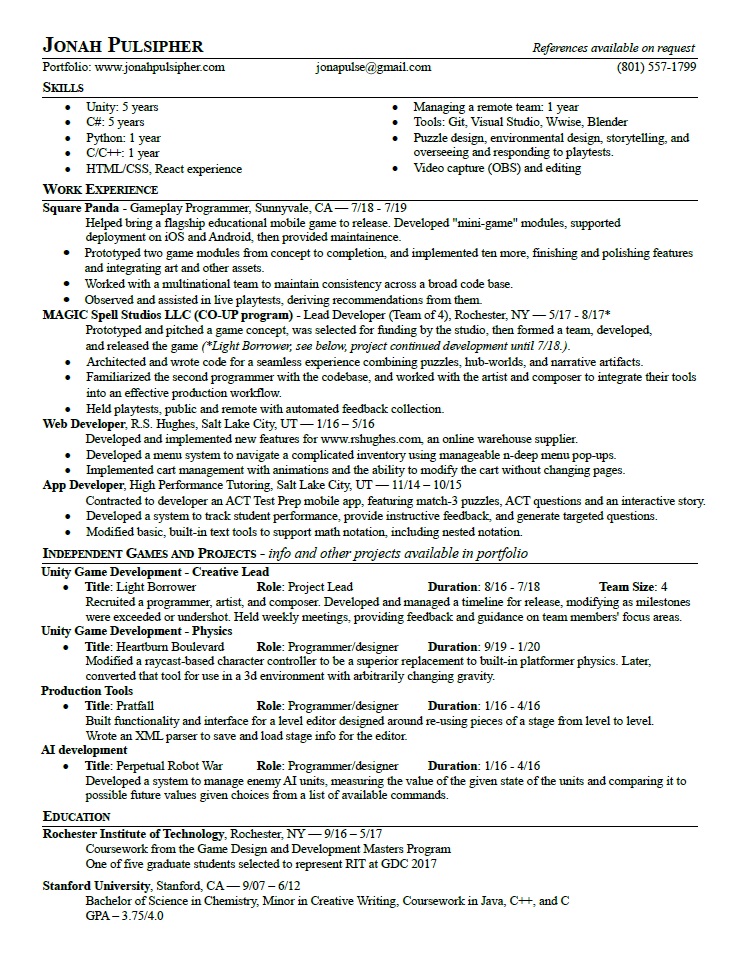 JONAH PULSIPHER References available on request
Portfolio: www.jonahpulsipher.com jonapulse@gmail.com (801) 557-1799
SKILLS
• Unity: 5 years
• C#: 5 years
• Python: 1 year
• C/C++: 1 year
• HTML/CSS, React experience
• Managing a remote team: 1 year
• Tools: Git, Visual Studio, Wwise, Blender
• Puzzle design, environmental design, storytelling, and
overseeing and responding to playtests.
• Video capture (OBS) and editing
WORK EXPERIENCE
Square Panda - Gameplay Programmer, Sunnyvale, CA — 7/18 - 7/19
Helped bring a flagship educational mobile game to release. Developed "mini-game" modules, supported
deployment on iOS and Android, then provided maintainence.
• Prototyped two game modules from concept to completion, and implemented ten more, finishing and polishing features
and integrating art and other assets.
• Worked with a multinational team to maintain consistency across a broad code base.
• Observed and assisted in live playtests, deriving recommendations from them.
MAGIC Spell Studios LLC (CO-UP program) - Lead Developer (Team of 4), Rochester, NY — 5/17 - 8/17*
Prototyped and pitched a game concept, was selected for funding by the studio, then formed a team, developed,
and released the game (*Light Borrower, see below, project continued development until 7/18.).
• Architected and wrote code for a seamless experience combining puzzles, hub-worlds, and narrative artifacts.
• Familiarized the second programmer with the codebase, and worked with the artist and composer to integrate their tools
into an effective production workflow.
• Held playtests, public and remote with automated feedback collection.
Web Developer, R.S. Hughes, Salt Lake City, UT — 1/16 – 5/16
Developed and implemented new features for www.rshughes.com, an online warehouse supplier.
• Developed a menu system to navigate a complicated inventory using manageable n-deep menu pop-ups.
• Implemented cart management with animations and the ability to modify the cart without changing pages.
App Developer, High Performance Tutoring, Salt Lake City, UT — 11/14 – 10/15
Contracted to developer an ACT Test Prep mobile app, featuring match-3 puzzles, ACT questions and an interactive story.
• Developed a system to track student performance, provide instructive feedback, and generate targeted questions.
• Modified basic, built-in text tools to support math notation, including nested notation.
INDEPENDENT GAMES AND PROJECTS - info and other projects available in portfolio
Unity Game Development - Creative Lead
• Title: Light Borrower Role: Project Lead Duration: 8/16 - 7/18 Team Size: 4
Recruited a programmer, artist, and composer. Developed and managed a timeline for release, modifying as milestones
were exceeded or undershot. Held weekly meetings, providing feedback and guidance on team members' focus areas.
Unity Game Development - Physics
• Title: Heartburn Boulevard Role: Programmer/designer Duration: 9/19 - 1/20
Modified a raycast-based character controller to be a superior replacement to built-in platformer physics. Later,
converted that tool for use in a 3d environment with arbitrarily changing gravity.
Production Tools
• Title: Pratfall Role: Programmer/designer Duration: 1/16 - 4/16
Built functionality and interface for a level editor designed around re-using pieces of a stage from level to level.
Wrote an XML parser to save and load stage info for the editor.
AI development
• Title: Perpetual Robot War Role: Programmer/designer Duration: 1/16 - 4/16
Developed a system to manage enemy AI units, measuring the value of the given state of the units and comparing it to
possible future values given choices from a list of available commands.
EDUCATION
Rochester Institute of Technology, Rochester, NY — 9/16 – 5/17
Coursework from the Game Design and Development Masters Program
One of five graduate students selected to represent RIT at GDC 2017
Stanford University, Stanford, CA — 9/07 – 6/12
Bachelor of Science in Chemistry, Minor in Creative Writing, Coursework in Java, C++, and C
GPA – 3.75/4.0